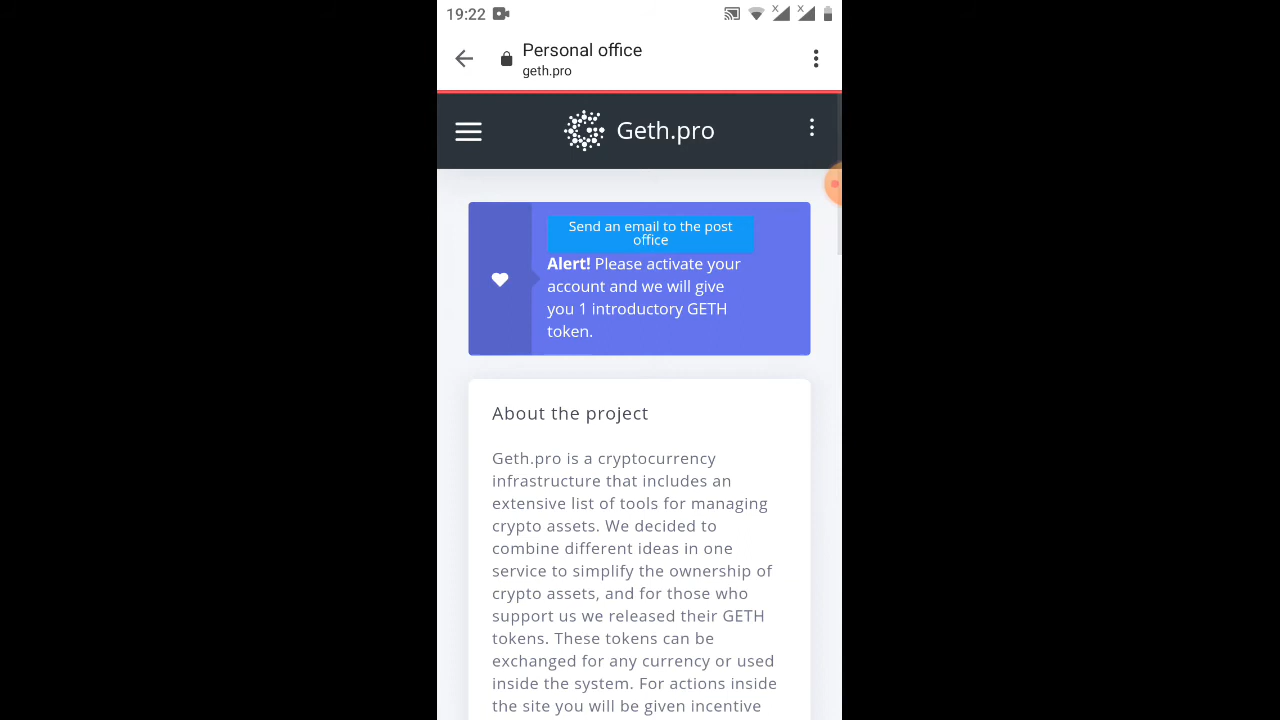 19:22
Personal office
geth.pro
Geth.pro
Send an email to the post
office
Alert! Please activate your
account and we will give
you 1 introductory GETH
token.
About the project
Geth.pro is a cryptocurrency
infrastructure that includes an
extensive list of tools for managing
crypto assets. We decided to
combine different ideas in one
service to simplify the ownership of
crypto assets, and for those who
support us we released their GETH
tokens. These tokens can be
exchanged for any currency or used
inside the system. For actions inside
the site you will be given incentive